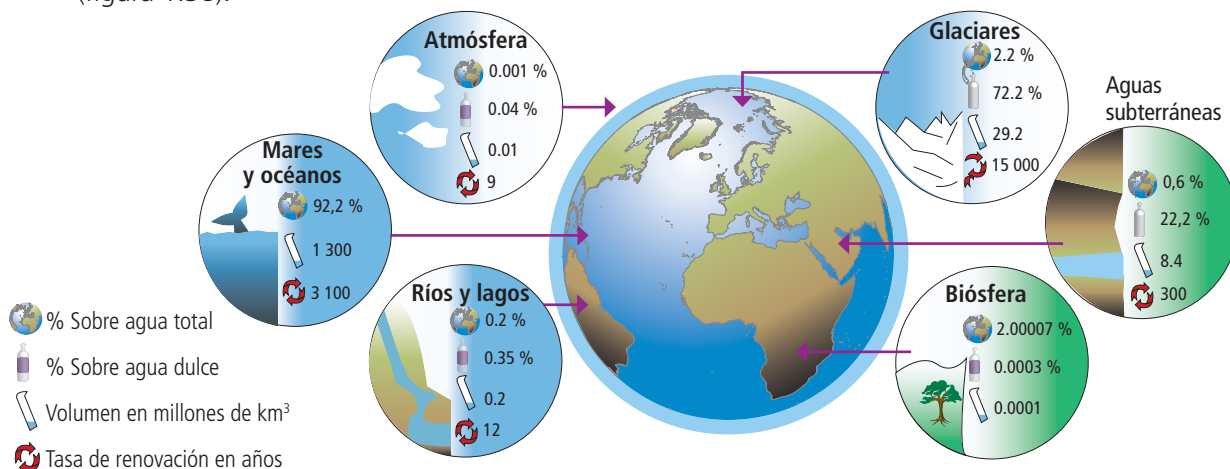 (figura 1.38).
Atmósfera
0.001 %
0.04 %
0.01
9
Glaciares
2.2 %
72.2 %
29.2
15 000
Mares
y océanos
92,2 %
1 300
3 100
Aguas
subterráneas
0,6 %
22,2 %
8.4
300
Ríos y lagos
0.2 %
0.35 %
0.2
12
Biósfera
2.00007 %
0.0003 %
0.0001
% Sobre agua total
% Sobre agua dulce
Volumen en millones de km³
Tasa de renovación en años